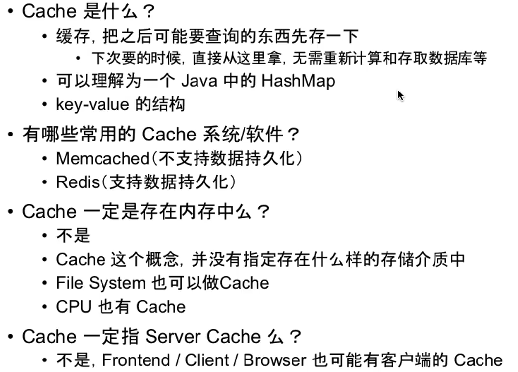 • Cache 是什么？
• 缓存, 把之后可能要查询的东西先存一下
• 下次要的时候, 直接从这里拿, 无需重新计算和存取数据库等
• 可以理解为一个 Java 中的 HashMap
• key-value 的结构
• 有哪些常用的 Cache 系统/软件？
• Memcached（不支持数据持久化）
• Redis（支持数据持久化）
• Cache 一定是存在内存中么？
• 不是
• Cache 这个概念, 并没有指定存在什么样的存储介质中
• File System 也可以做Cache
• CPU 也有 Cache
• Cache 一定指 Server Cache 么？
• 不是, Frontend / Client / Browser 也可能有客户端的 Cache